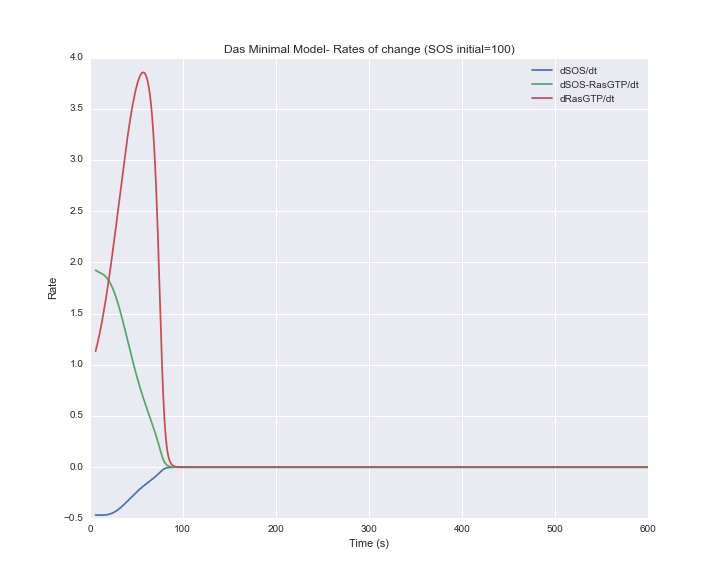 Das Minimal Model- Rates of change (SOS initial=100)
4.0
3.5
3.0
2.5
2.0
1.5
1.0
0.5
0.0
−0.5
Rate
dSOS/dt
dSOS-RasGTP/dt
dRasGTP/dt
0 100 200 300 400 500 600
Time (s)